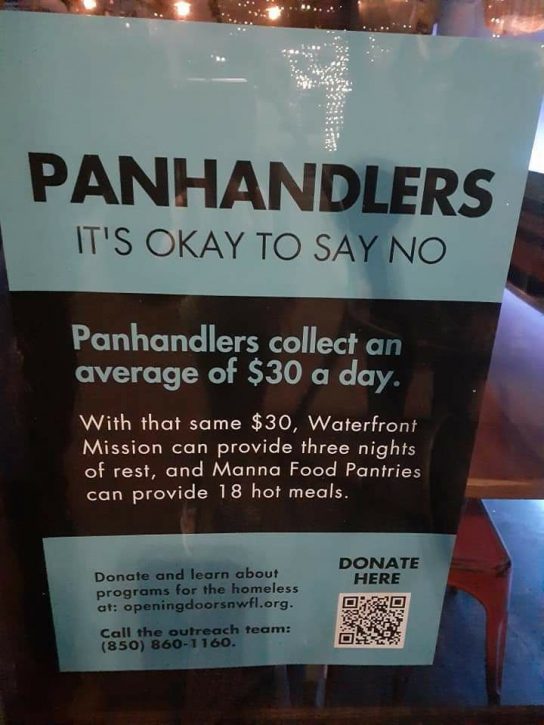 PANHANDLERS
IT'S OKAY TO SAY NO
Panhandlers collect an
average of $30 a day.
With that same $30, Waterfront
Mission can provide three nights
of rest, and Manna Food Pantries
can provide 18 hot meals.
Donate and learn about
programs for the homeless
at: openingdoorsnwfl.org.
Call the outreach team:
(850) 860-1160.
DONATE
HERE